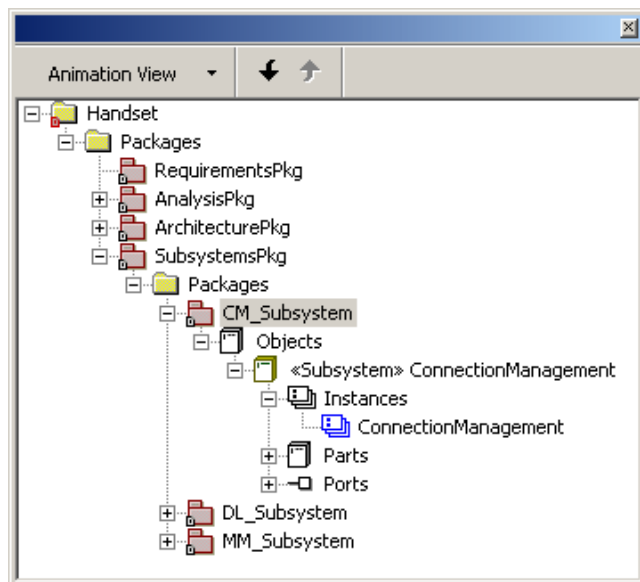 Animation View
Handset
Packages
RequirementsPkg
AnalysisPkg
ArchitecturePkg
SubsystemsPkg
Packages
CM_Subsystem
Objects
«Subsystem» ConnectionManagement
Instances
ConnectionManagement
Parts
Ports
DL_Subsystem
MM_Subsystem